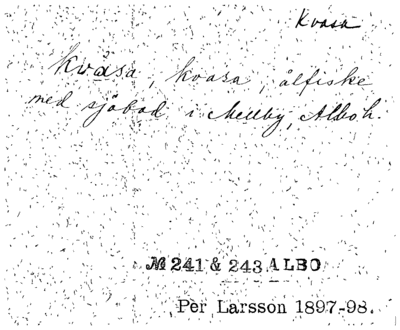 Kvasa
Kvasa, kvasa, ålfiske
med sjöbod i Mellby, Albo h.
№ 241 & 243 ALBO
Per Larsson 1897-98.